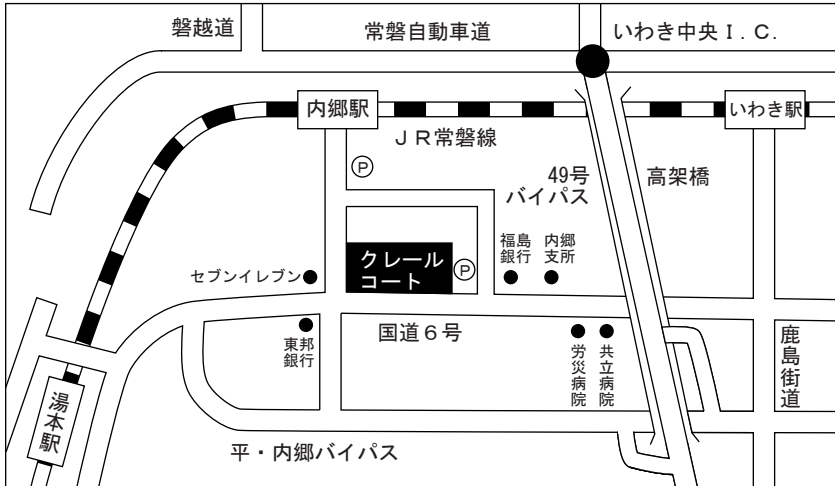 磐越道
常磐自動車道
いわき中央Ｉ.Ｃ.
内郷駅
いわき駅
ＪＲ常磐線
P
49号
バイパス
高架橋
福島
銀行
内郷
支所
クレール
コート
P
セブンイレブン
国道６号
東邦
銀行
労災病院
共立病院
鹿島街道
湯本駅
平・内郷バイパス